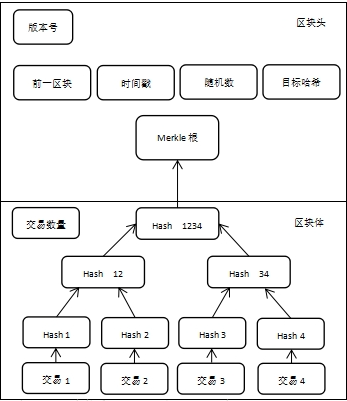 版本号
区块头
前一区块 时间戳 随机数 目标哈希
Merkle 根
交易数量 Hash 1234 区块体
Hash 12 Hash 34
Hash 1 Hash 2 Hash 3 Hash 4
交易 1 交易 2 交易 3 交易 4